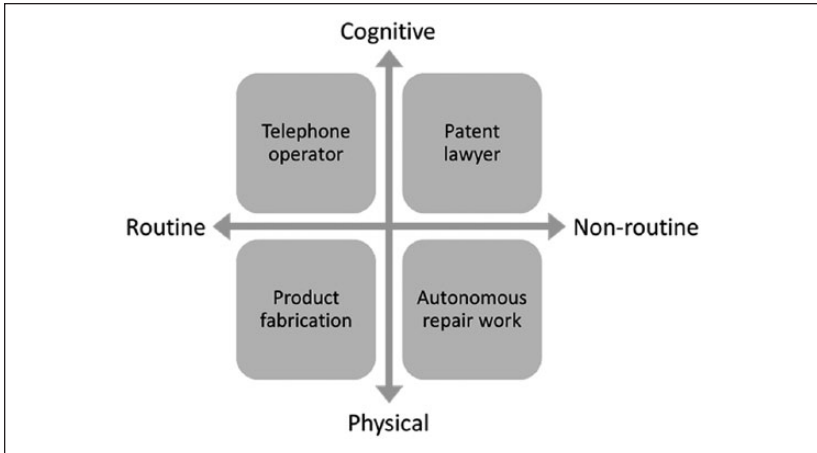 Cognitive
Telephone
operator
Patent
lawyer
Routine
Non-routine
Product
fabrication
Autonomous
repair work
Physical